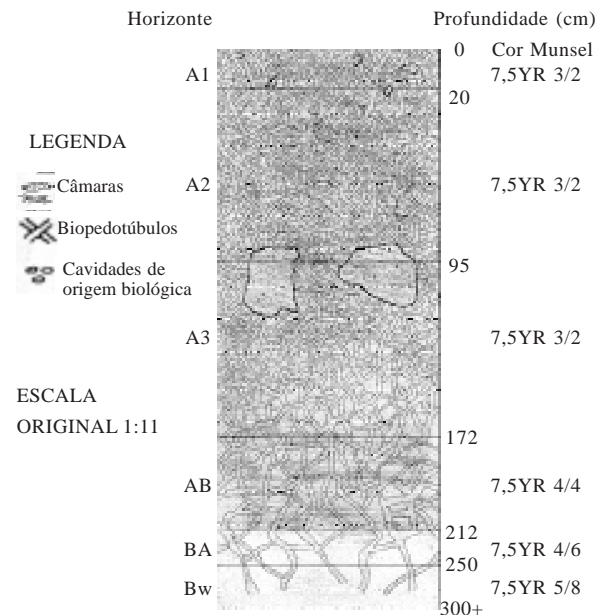 Horizonte
Profundidade (cm)
0
Cor Munsel
A1
7,5YR 3/2
20
LEGENDA
Câmaras
A2
7,5YR 3/2
Biopedotúbulos
Cavidades de
origem biológica
95
A3
7,5YR 3/2
ESCALA
ORIGINAL 1:11
172
AB
7,5YR 4/4
212
BA
7,5YR 4/6
250
Bw
7,5YR 5/8
300+